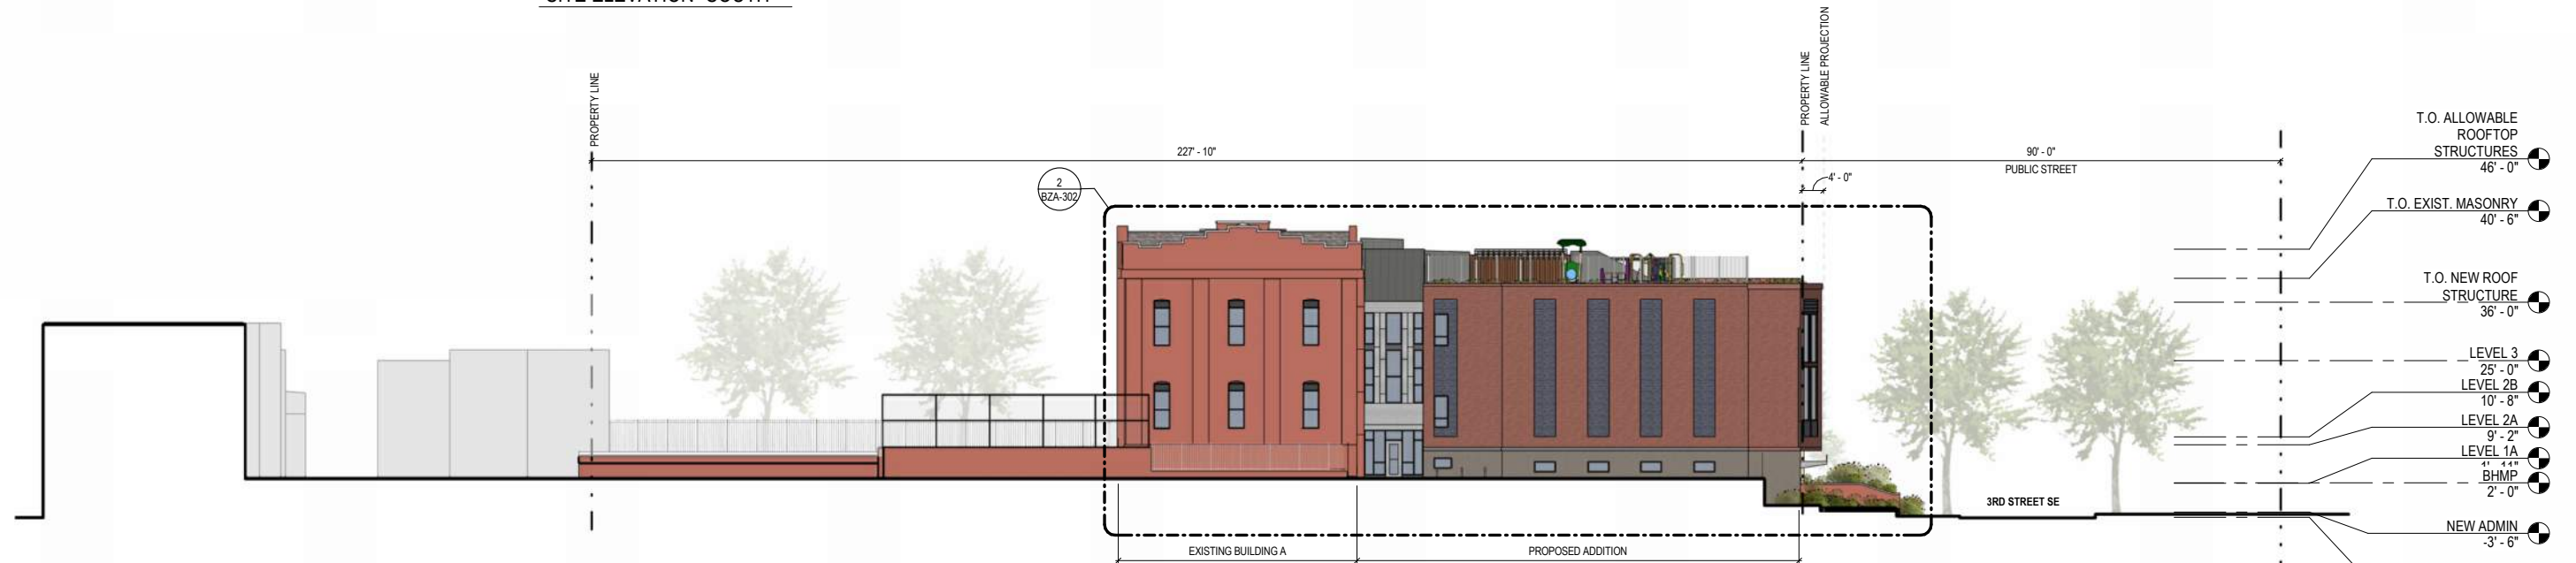 PROPERTY LINE
PROPERTY LINE
ALLOWABLE PROJECTION
227' - 10"
90' - 0"
PUBLIC STREET
4' - 0"
2
BZA-302
T.O. ALLOWABLE
ROOFTOP
STRUCTURES
46' - 0"
T.O. EXIST. MASONRY
40' - 6"
T.O. NEW ROOF
STRUCTURE
36' - 0"
LEVEL 3
25' - 0"
LEVEL 2B
10' - 8"
LEVEL 2A
9' - 2"
LEVEL 1A
1' - 11"
BHMP
2' - 0"
3RD STREET SE
NEW ADMIN
-3' - 6"
EXISTING BUILDING A
PROPOSED ADDITION